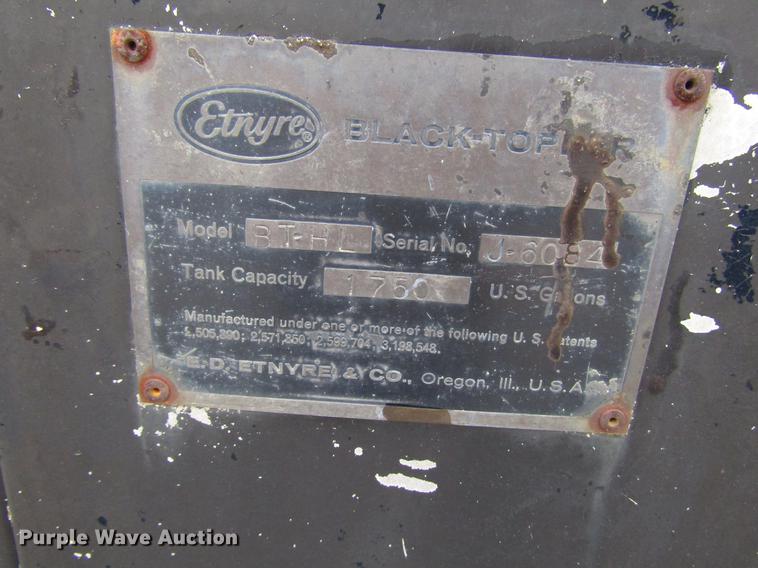 Etnyre® BLACK-TOPPER
Model BT-HL Serial No. J-6084
Tank Capacity 1750 U.S. Gallons
Manufactured under one or more of the following U.S. Patents
2,571,250; 2,599,704; 3,198,548.
E.D. ETNYRE & CO., Oregon, Ill., U.S.A.
Purple Wave Auction